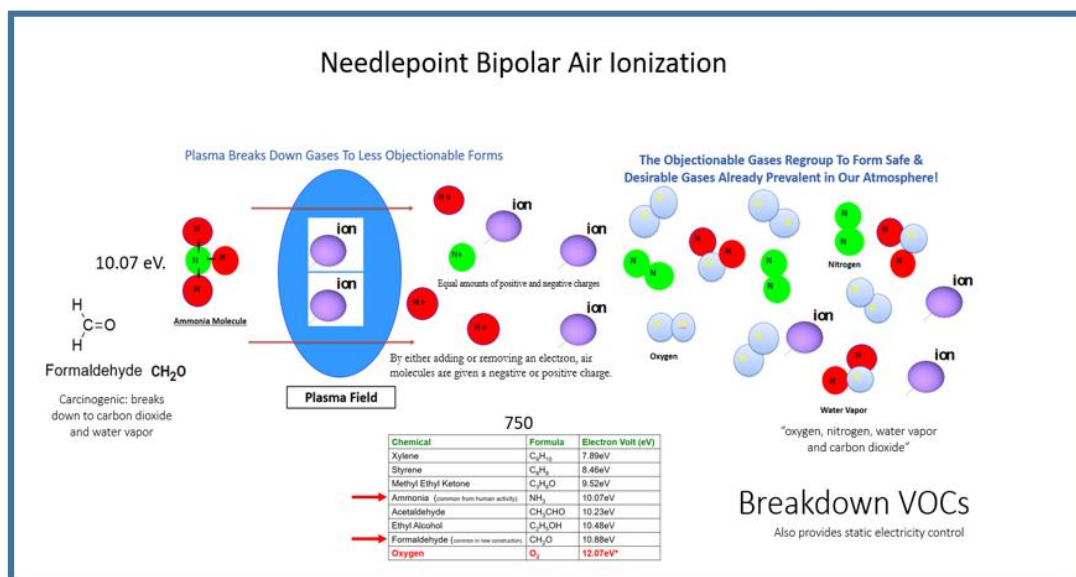 Needlepoint Bipolar Air Ionization
Plasma Breaks Down Gases To Less Objectionable Forms
10.07 eV.
H
N
H
H
Ammonia Molecule
H
C=O
H
Formaldehyde CH₂O
Carcinogenic: breaks
down to carbon dioxide
and water vapor
ion
ion
Plasma Field
H+
ion
N+
ion
Equal amounts of positive and negative charges
H+
H+
ion
By either adding or removing an electron, air
molecules are given a negative or positive charge.
The Objectionable Gases Regroup To Form Safe &
Desirable Gases Already Prevalent in Our Atmosphere!
N
N
Nitrogen
H
H
ion
N
N
H
H
N
N
ion
Oxygen
ion
ion
H
H
Water Vapor
"oxygen, nitrogen, water vapor
and carbon dioxide"
750
Chemical Formula Electron Volt (eV)
Xylene C₈H₁₀ 7.89eV
Styrene C₈H₈ 8.46eV
Methyl Ethyl Ketone C₄H₈O 9.52eV
Ammonia (common from human activity) NH₃ 10.07eV
Acetaldehyde CH₃CHO 10.23eV
Ethyl Alcohol C₂H₅OH 10.48eV
Formaldehyde (common in new construction) CH₂O 10.88eV
Oxygen O₂ 12.07eV*
Breakdown VOCs
Also provides static electricity control